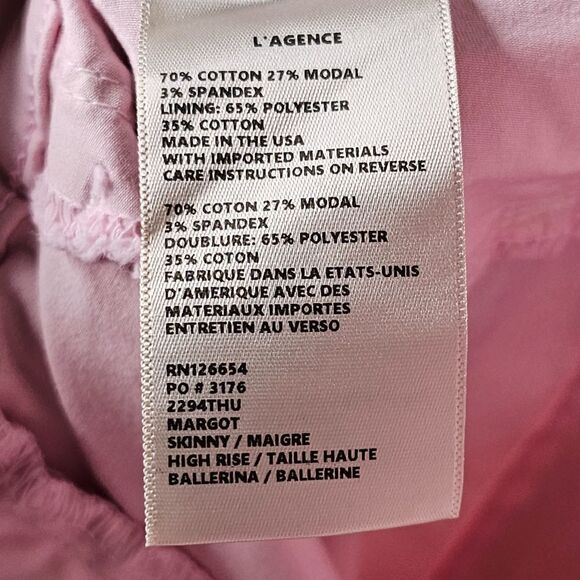 L'AGENCE
70% COTTON 27% MODAL
3% SPANDEX
LINING: 65% POLYESTER
35% COTTON
MADE IN THE USA
WITH IMPORTED MATERIALS
CARE INSTRUCTIONS ON REVERSE
70% COTON 27% MODAL
3% SPANDEX
DOUBLURE: 65% POLYESTER
35% COTON
FABRIQUE DANS LA ETATS-UNIS
D'AMERIQUE AVEC DES
MATERIAUX IMPORTES
ENTRETIEN AU VERSO
RN126654
PO # 3176
2294THU
MARGOT
SKINNY / MAIGRE
HIGH RISE / TAILLE HAUTE
BALLERINA / BALLERINE